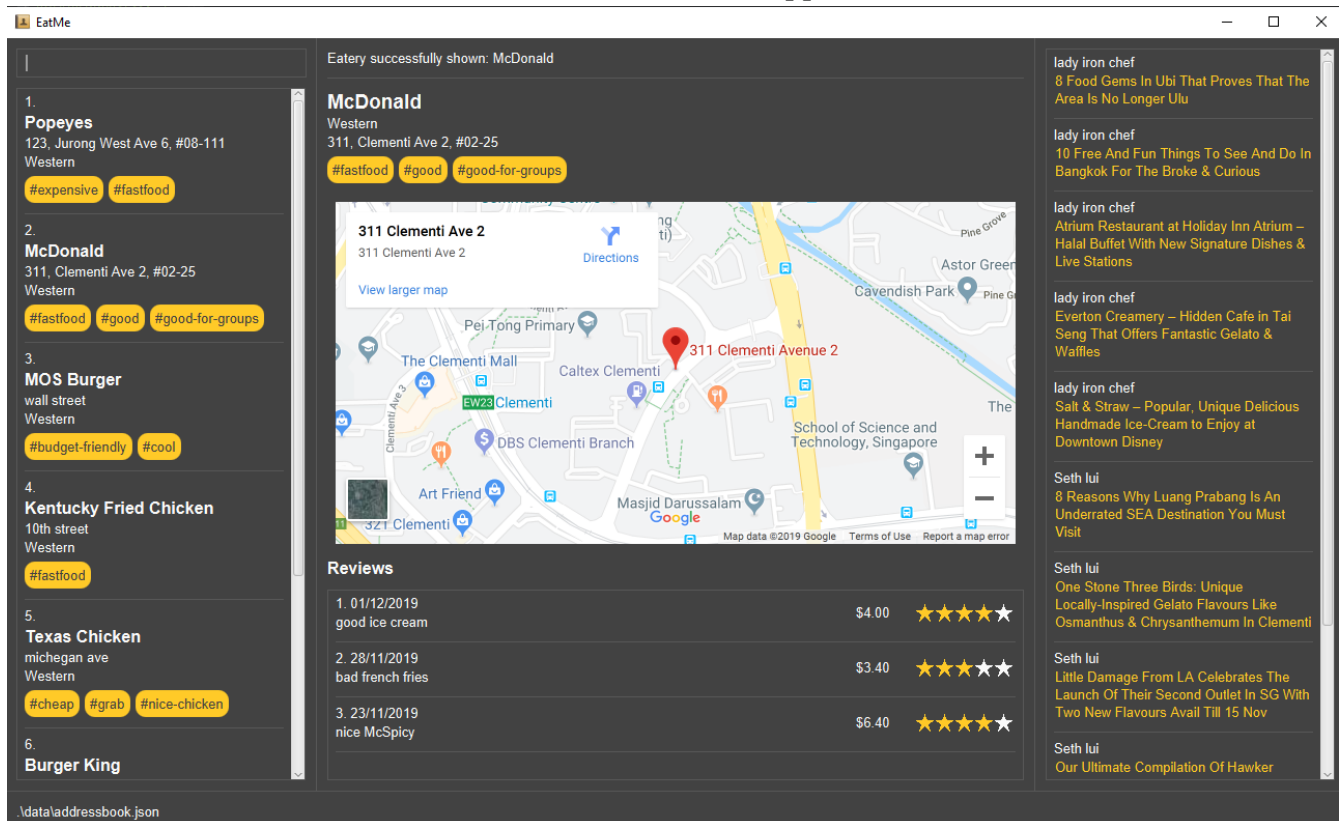 EatMe
1.
Popeyes
123, Jurong West Ave 6, #08-111
Western
#expensive #fastfood
2.
McDonald
311, Clementi Ave 2, #02-25
Western
#fastfood #good #good-for-groups
3.
MOS Burger
wall street
Western
#budget-friendly #cool
4.
Kentucky Fried Chicken
10th street
Western
#fastfood
5.
Texas Chicken
michegan ave
Western
#cheap #grab #nice-chicken
6.
Burger King
Eatery successfully shown: McDonald
McDonald
Western
311, Clementi Ave 2, #02-25
#fastfood #good #good-for-groups
311 Clementi Ave 2
311 Clementi Ave 2
Directions
View larger map
Pine Grove
Astor Green
Cavendish Park
Pine Gr
Pei Tong Primary
311 Clementi Avenue 2
The Clementi Mall
Caltex Clementi
Clementi Ave 3
EW23 Clementi
The
DBS Clementi Branch
School of Science and
Technology, Singapore
Art Friend
Masjid Darussalam
321 Clementi
Google
Map data ©2019 Google Terms of Use Report a map error
Reviews
1. 01/12/2019
good ice cream
$4.00
2. 28/11/2019
bad french fries
$3.40
3. 23/11/2019
nice McSpicy
$6.40
lady iron chef
8 Food Gems In Ubi That Proves That The
Area Is No Longer Ulu
lady iron chef
10 Free And Fun Things To See And Do In
Bangkok For The Broke & Curious
lady iron chef
Atrium Restaurant at Holiday Inn Atrium –
Halal Buffet With New Signature Dishes &
Live Stations
lady iron chef
Everton Creamery – Hidden Cafe in Tai
Seng That Offers Fantastic Gelato &
Waffles
lady iron chef
Salt & Straw – Popular, Unique Delicious
Handmade Ice-Cream to Enjoy at
Downtown Disney
Seth lui
8 Reasons Why Luang Prabang Is An
Underrated SEA Destination You Must
Visit
Seth lui
One Stone Three Birds: Unique
Locally-Inspired Gelato Flavours Like
Osmanthus & Chrysanthemum In Clementi
Seth lui
Little Damage From LA Celebrates The
Launch Of Their Second Outlet In SG With
Two New Flavours Avail Till 15 Nov
Seth lui
Our Ultimate Compilation Of Hawker
.\data\addressbook.json